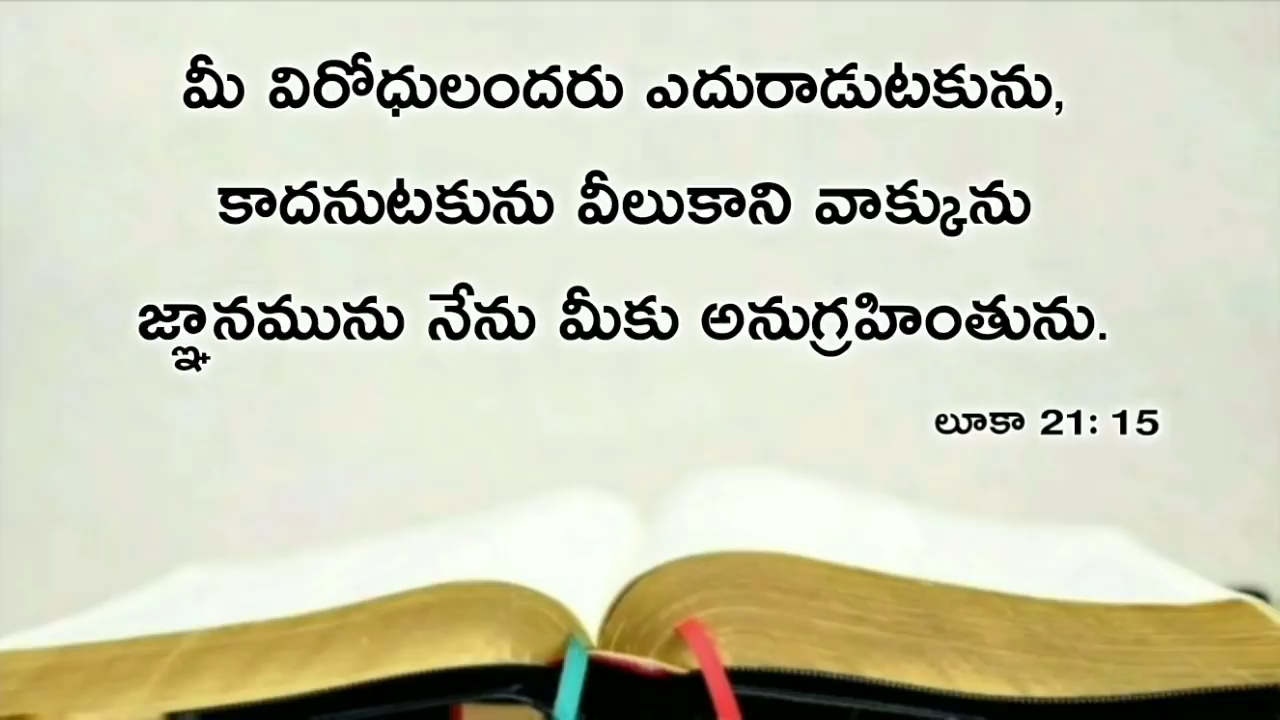 మీ విరోధులందరు ఎదురాడుటకును,
కాదనుటకును వీలుకాని వాక్కును
జ్ఞానమును నేను మీకు అనుగ్రహింతును.
లూకా 21: 15